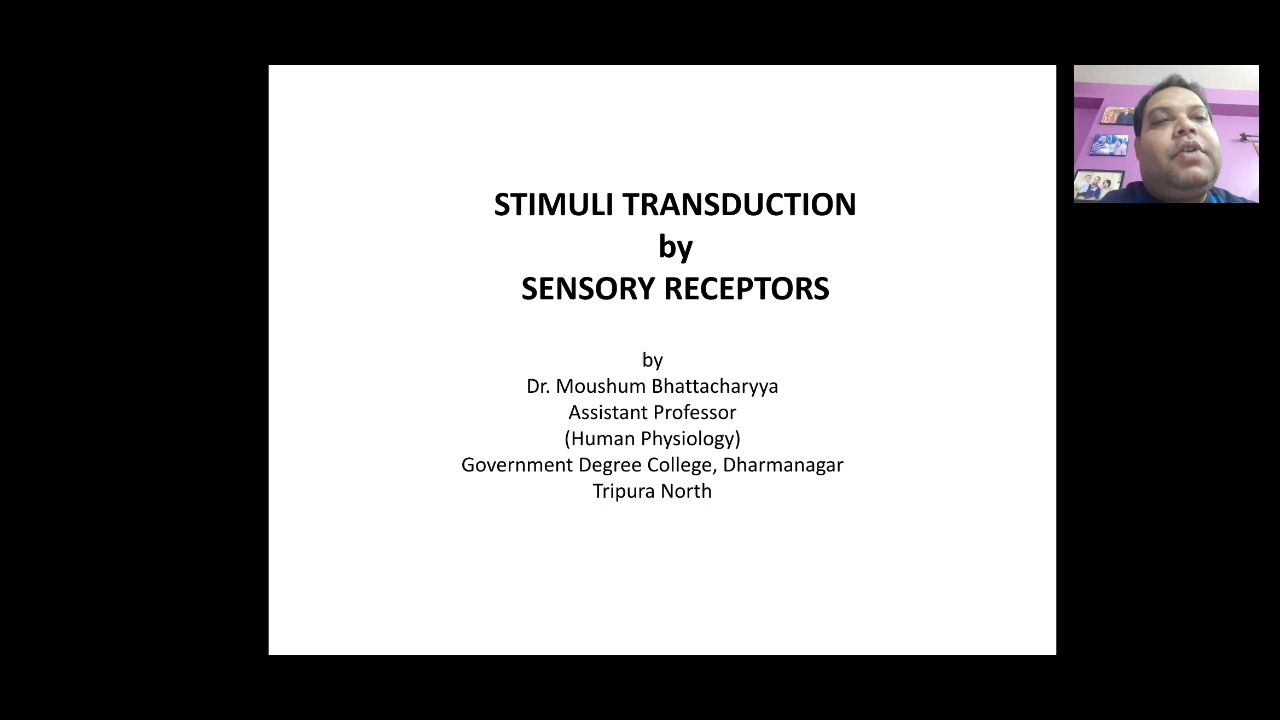 STIMULI TRANSDUCTION
by
SENSORY RECEPTORS
by
Dr. Moushum Bhattacharyya
Assistant Professor
(Human Physiology)
Government Degree College, Dharmanagar
Tripura North